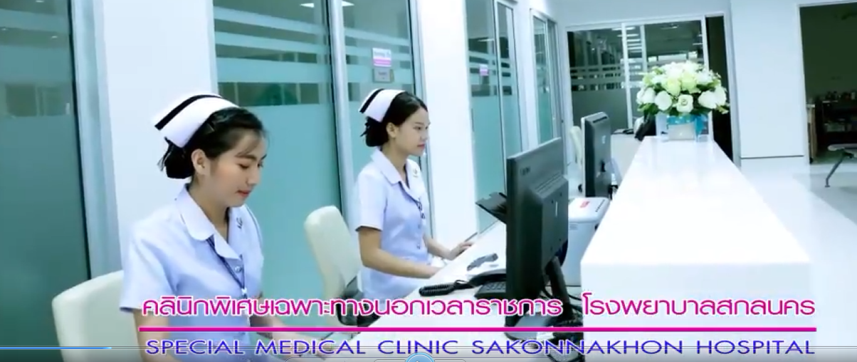 คลินิกพิเศษเฉพาะทางนอกเวลาราชการ โรงพยาบาลสกลนคร
SPECIAL MEDICAL CLINIC SAKONNAKHON HOSPITAL